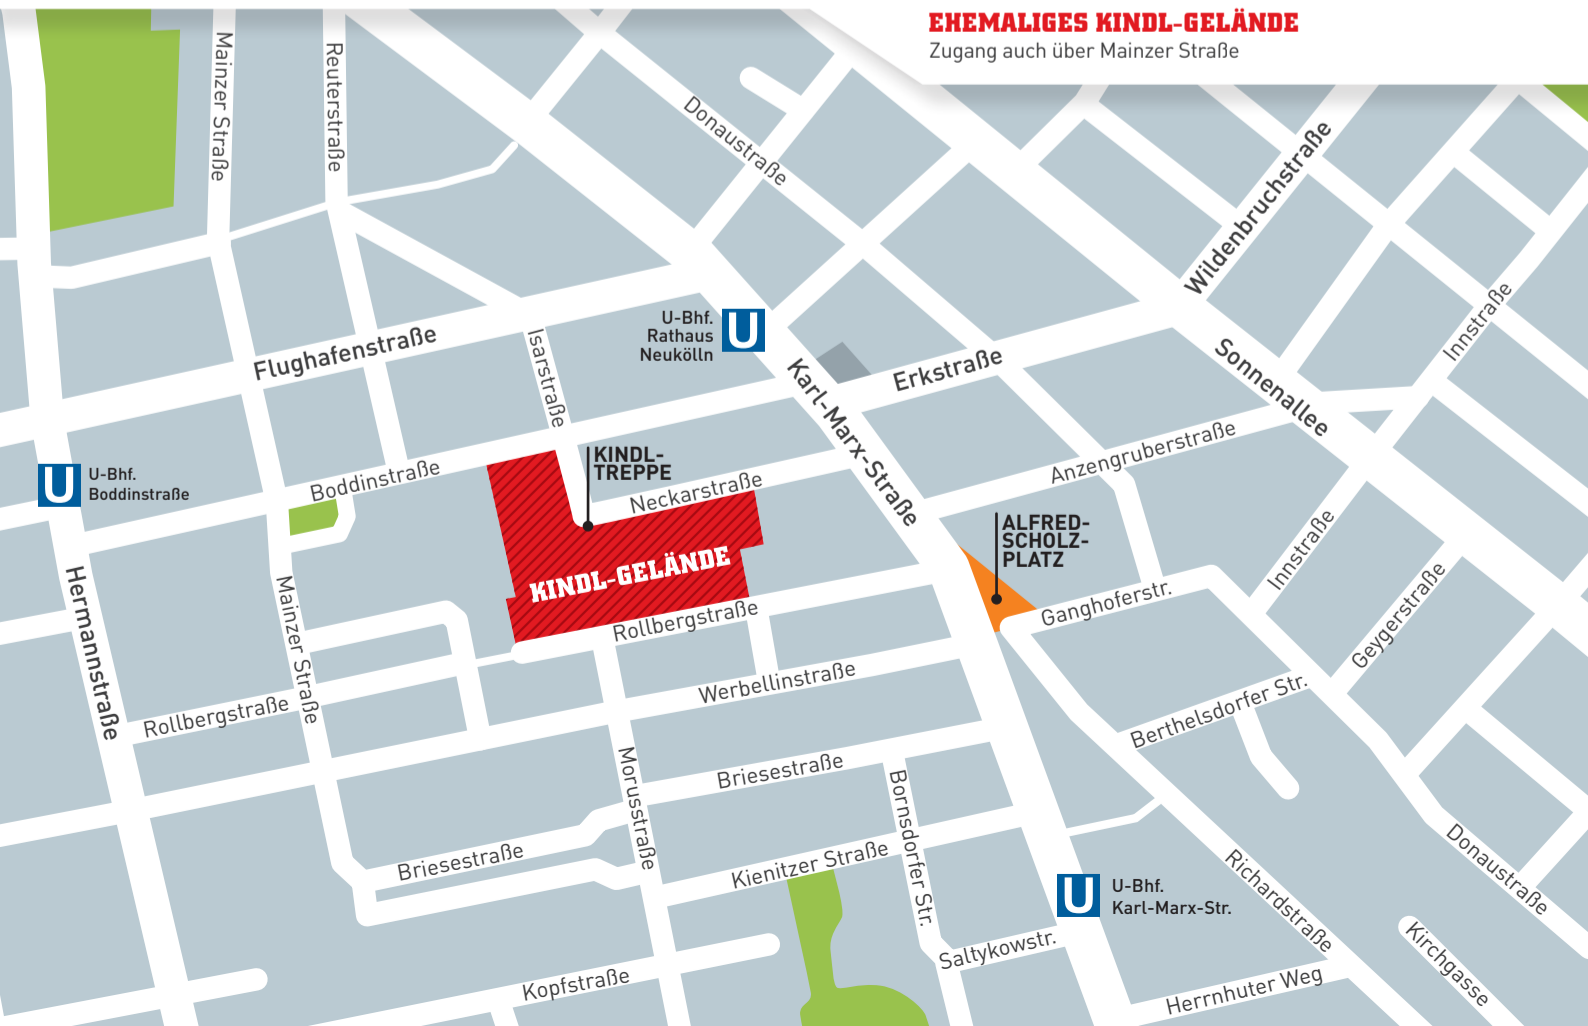 EHEMALIGES KINDL-GELÄNDE
Zugang auch über Mainzer Straße
Mainzer Straße
Reuterstraße
Donaustraße
Wildenbruchstraße
Innstraße
Flughafenstraße
Isarstraße
U-Bhf.
Rathaus
Neukölln
U
Karl-Marx-Straße
Erkstraße
Sonnenallee
U
U-Bhf.
Boddinstraße
Boddinstraße
KINDL-
TREPPE
Neckarstraße
Anzengruberstraße
KINDL-GELÄNDE
ALFRED-
SCHOLZ-
PLATZ
Innstraße
Ganghoferstr.
Geygerstraße
Hermannstraße
Mainzer Straße
Rollbergstraße
Rollbergstraße
Werbellinstraße
Berthelsdorfer Str.
Morusstraße
Briesestraße
Briesestraße
Bornsdorfer Str.
Kienitzer Straße
Richardstraße
Donaustraße
U
U-Bhf.
Karl-Marx-Str.
Saltykowstr.
Kirchgasse
Kopfstraße
Herrnhuter Weg